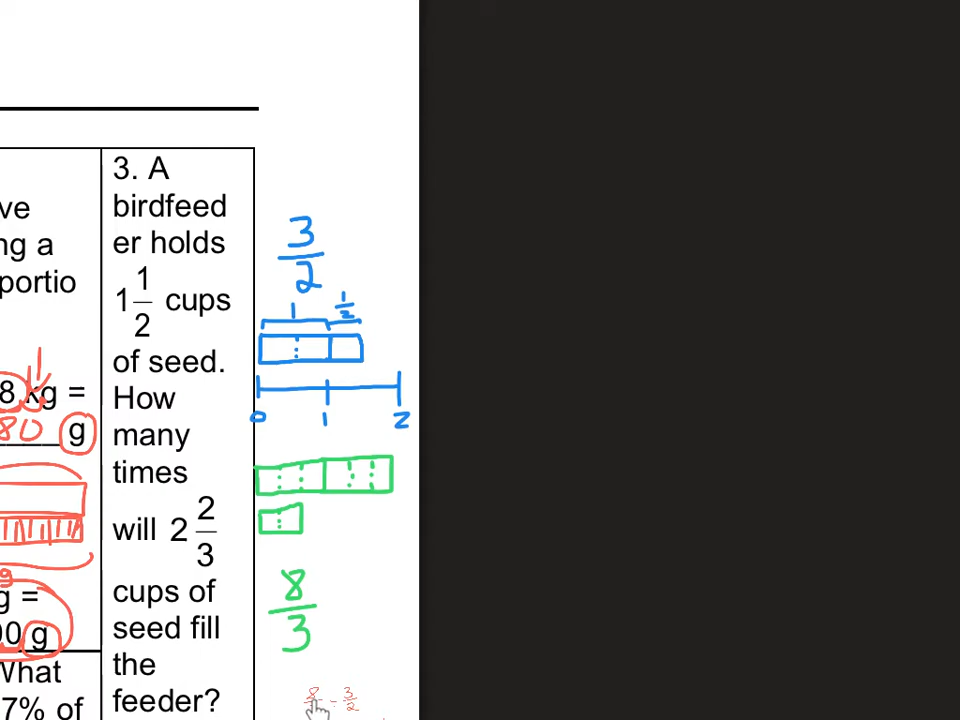 ve
ng a
portio
8 kg =
80 g
g
g =
00 g
What
7% of
3. A
birdfeed
er holds
1 1/2 cups
of seed.
How
many
times
will 2 2/3
cups of
seed fill
the
feeder?
3/2
1 1/2
0 1 2
8/3
3/2